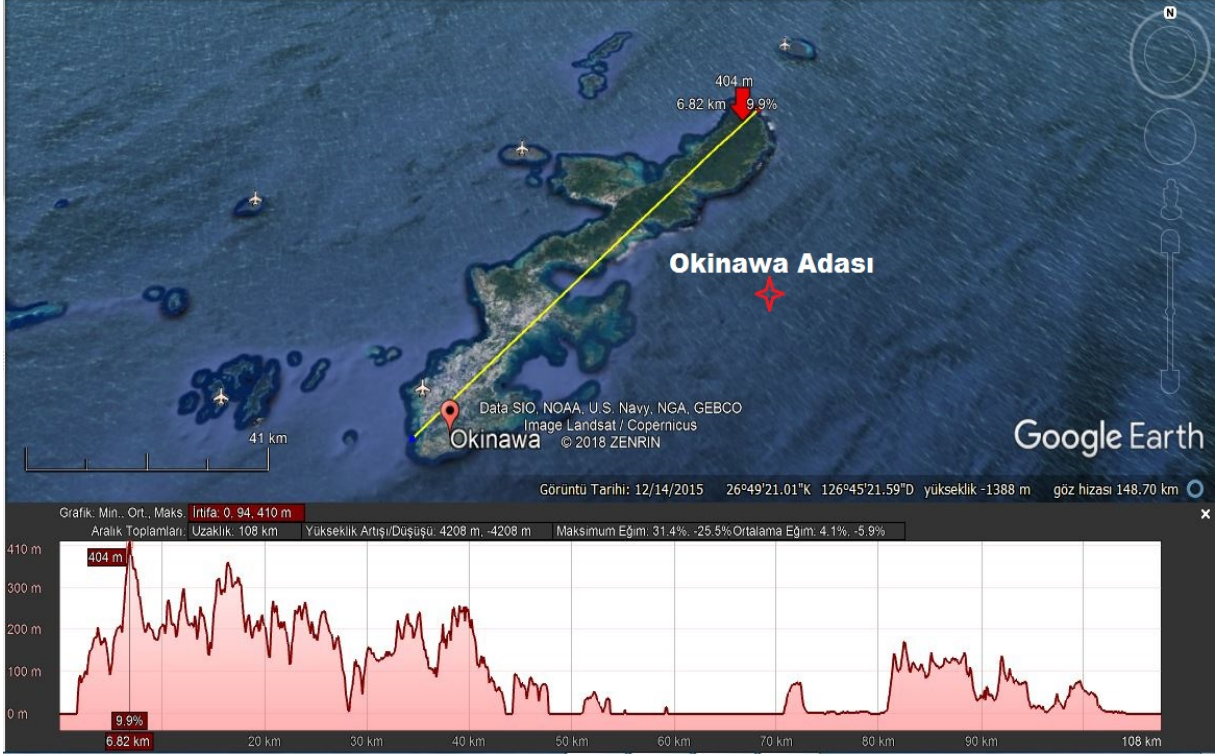 N
404 m
6.82 km 9.9%
Okinawa Adası
41 km
Okinawa
Data SIO, NOAA, U.S. Navy, NGA, GEBCO
Image Landsat / Copernicus
© 2018 ZENRIN
Google Earth
Görüntü Tarihi: 12/14/2015 26°49'21.01"K 126°45'21.59"D yükseklik -1388 m göz hizası 148.70 km
Grafik: Min., Ort., Maks. İrtifa: 0, 94, 410 m
Aralık Toplamları: Uzaklık: 108 km Yükseklik Artışı/Düşüşü: 4208 m, -4208 m Maksimum Eğim: 31.4%, -25.5% Ortalama Eğim: 4.1%, -5.9%
410 m
404 m
300 m
200 m
100 m
0 m
9.9%
6.82 km 20 km 30 km 40 km 50 km 60 km 70 km 80 km 90 km 108 km